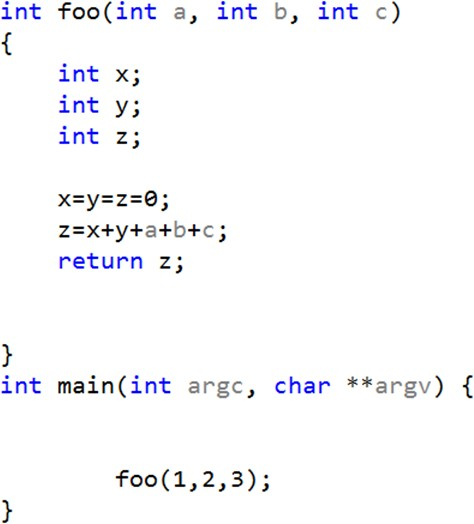 int foo(int a, int b, int c)
{
    int x;
    int y;
    int z;

    x=y=z=0;
    z=x+y+a+b+c;
    return z;


}
int main(int argc, char **argv) {


        foo(1,2,3);
}